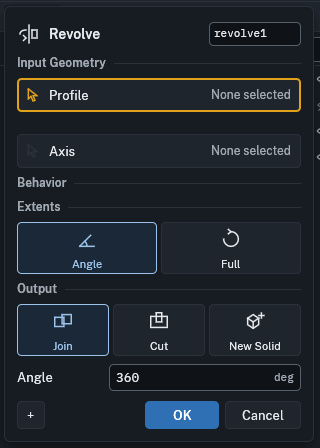 Revolve revolve1
Input Geometry
Profile None selected
Axis None selected
Behavior
Extents
Angle Full
Output
Join Cut New Solid
Angle 360 deg
+ OK Cancel